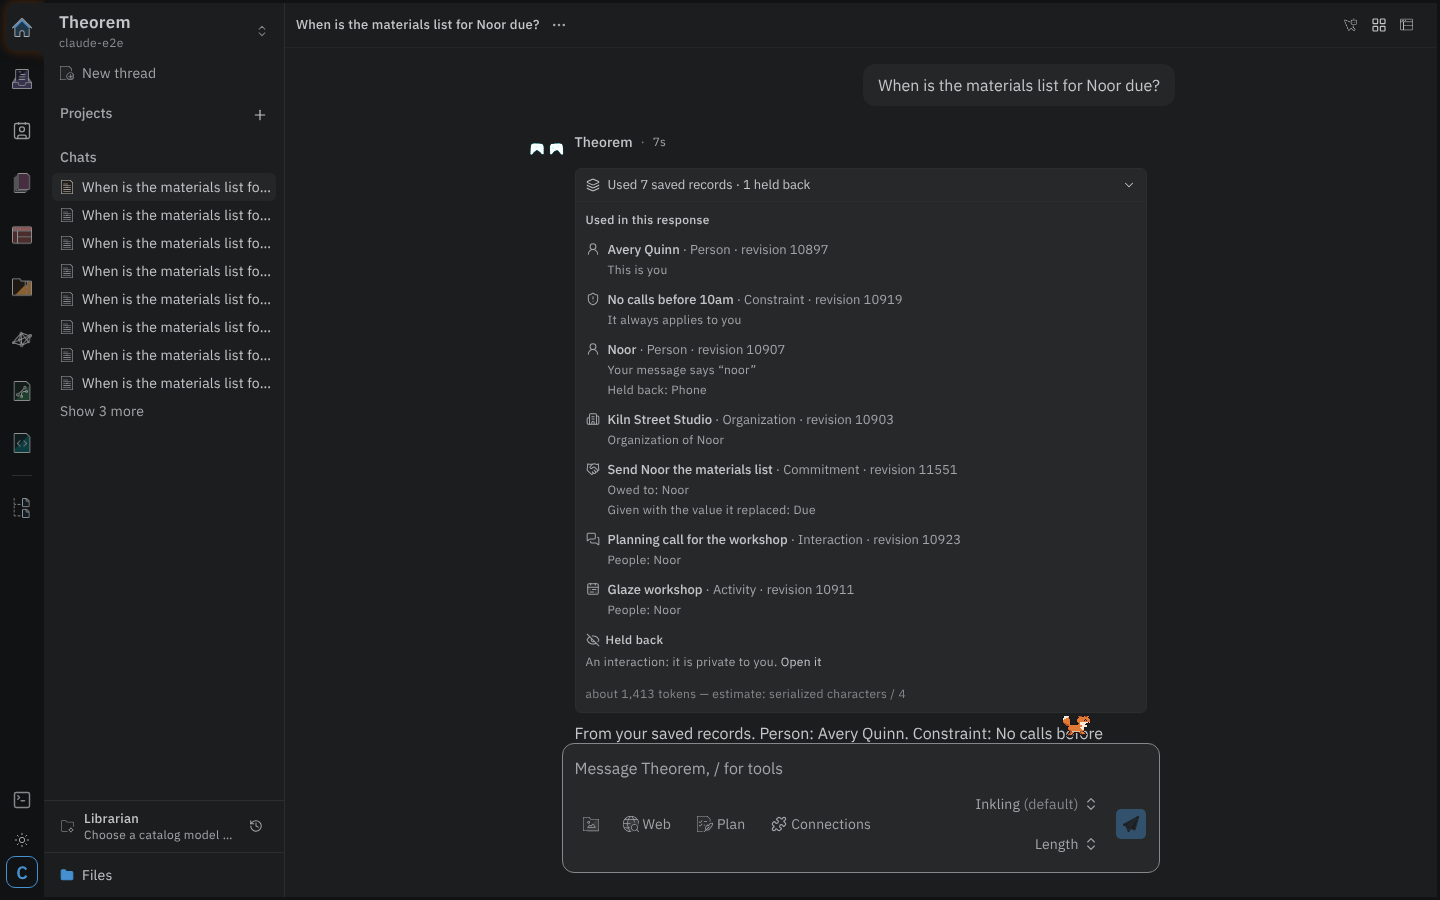 Theorem
claude-e2e
New thread
Projects
Chats
When is the materials list fo...
When is the materials list fo...
When is the materials list fo...
When is the materials list fo...
When is the materials list fo...
When is the materials list fo...
When is the materials list fo...
When is the materials list fo...
Show 3 more
Librarian
Choose a catalog model ...
C
Files
When is the materials list for Noor due?
When is the materials list for Noor due?
Theorem · 7s
Used 7 saved records · 1 held back
Used in this response
Avery Quinn · Person · revision 10897
This is you
No calls before 10am · Constraint · revision 10919
It always applies to you
Noor · Person · revision 10907
Your message says “noor”
Held back: Phone
Kiln Street Studio · Organization · revision 10903
Organization of Noor
Send Noor the materials list · Commitment · revision 11551
Owed to: Noor
Given with the value it replaced: Due
Planning call for the workshop · Interaction · revision 10923
People: Noor
Glaze workshop · Activity · revision 10911
People: Noor
Held back
An interaction: it is private to you. Open it
about 1,413 tokens — estimate: serialized characters / 4
From your saved records. Person: Avery Quinn. Constraint: No calls before
Message Theorem, / for tools
Inkling (default)
Web
Plan
Connections
Length